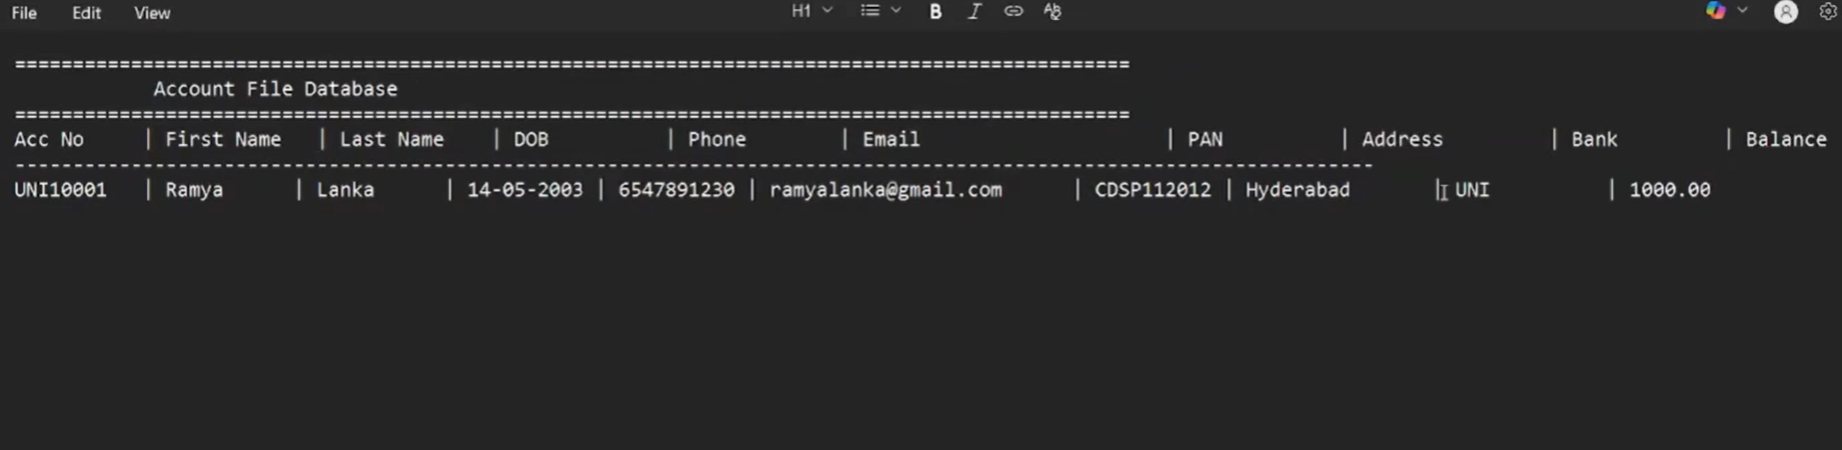 File Edit View H1 B I
===============================================================================================
Account File Database
===============================================================================================
Acc No | First Name | Last Name | DOB | Phone | Email | PAN | Address | Bank | Balance
--------------------------------------------------------------------------------------------------------------------
UNI10001 | Ramya | Lanka | 14-05-2003 | 6547891230 | ramyalanka@gmail.com | CDSP112012 | Hyderabad | UNI | 1000.00